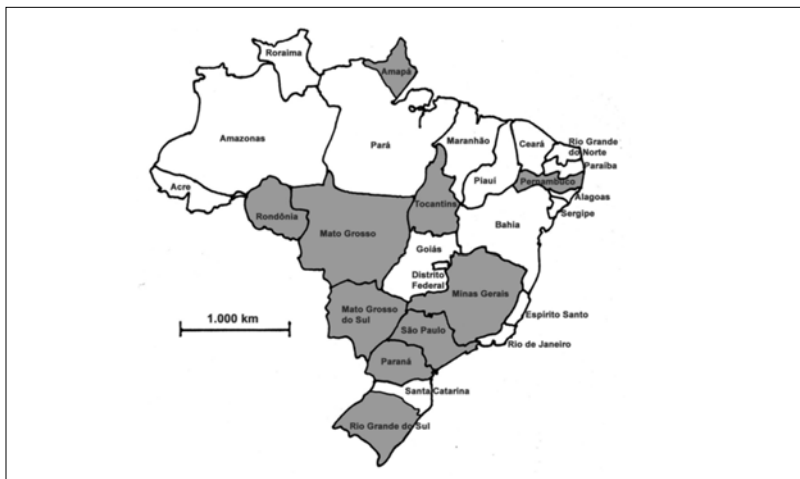 Roraima
Amapá
Amazonas
Pará
Maranhão
Ceará
Rio Grande
do Norte
Paraíba
Piauí
Pernambuco
Alagoas
Sergipe
Acre
Rondônia
Tocantins
Bahia
Mato Grosso
Goiás
Distrito
Federal
Minas Gerais
Mato Grosso
do Sul
Espírito Santo
1.000 km
São Paulo
Rio de Janeiro
Paraná
Santa Catarina
Rio Grande do Sul